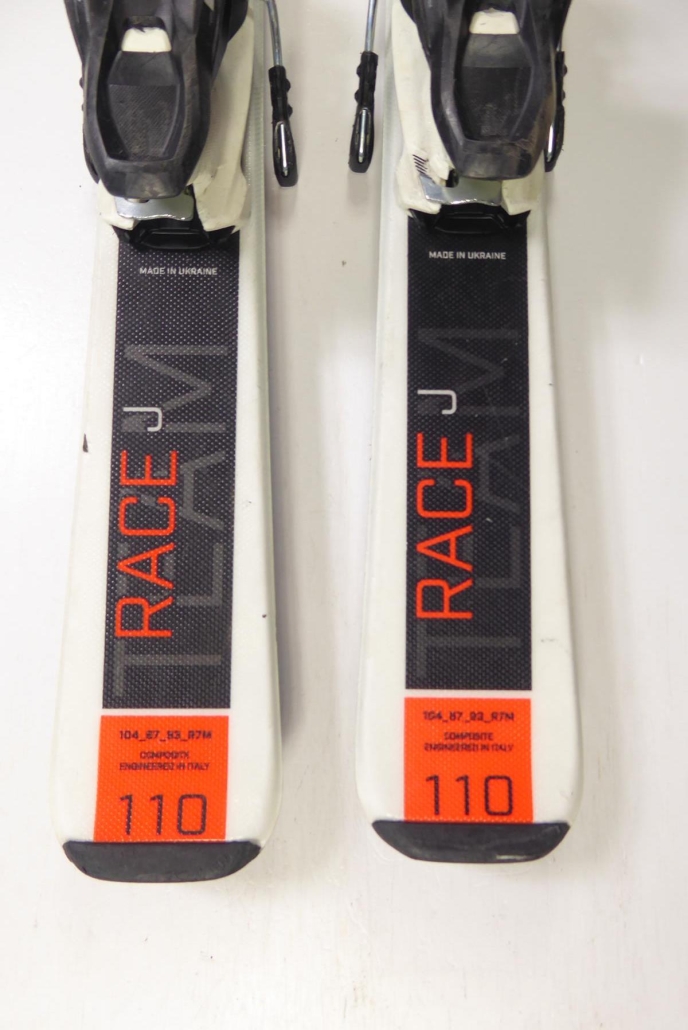 MADE IN UKRAINE
TEAM
RACE J
104_67_93_R7M
COMPOSITE
ENGINEERED IN ITALY
110
MADE IN UKRAINE
TEAM
RACE J
104_67_93_R7M
COMPOSITE
ENGINEERED IN ITALY
110